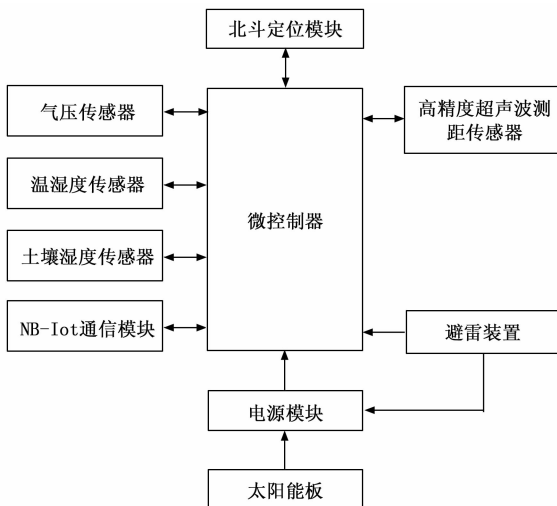 北斗定位模块
气压传感器
高精度超声波测
距传感器
温湿度传感器
微控制器
土壤湿度传感器
NB-Iot通信模块
避雷装置
电源模块
太阳能板